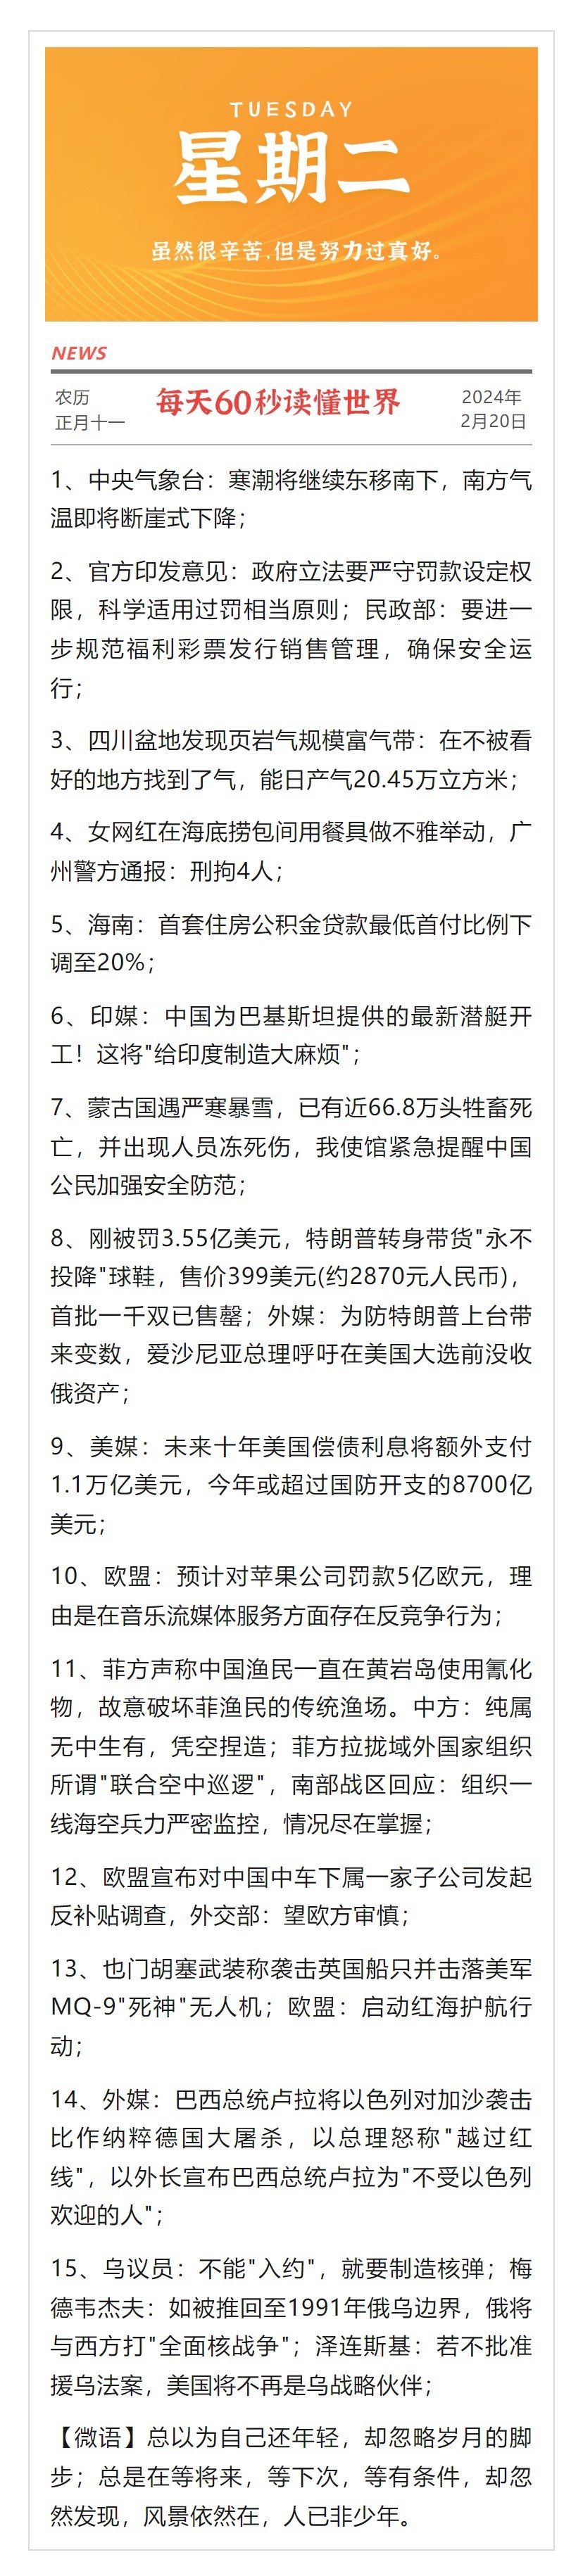 TUESDAY
星期二
虽然很辛苦,但是努力过真好。
NEWS
农历
正月十一
每天60秒读懂世界
2024年
2月20日
1、中央气象台：寒潮将继续东移南下，南方气
温即将断崖式下降；
2、官方印发意见：政府立法要严守罚款设定权
限，科学适用过罚相当原则；民政部：要进一
步规范福利彩票发行销售管理，确保安全运
行；
3、四川盆地发现页岩气规模富气带：在不被看
好的地方找到了气，能日产气20.45万立方米；
4、女网红在海底捞包间用餐具做不雅举动，广
州警方通报：刑拘4人；
5、海南：首套住房公积金贷款最低首付比例下
调至20%；
6、印媒：中国为巴基斯坦提供的最新潜艇开
工！这将"给印度制造大麻烦"；
7、蒙古国遇严寒暴雪，已有近66.8万头牲畜死
亡，并出现人员冻死伤，我使馆紧急提醒中国
公民加强安全防范；
8、刚被罚3.55亿美元，特朗普转身带货"永不
投降"球鞋，售价399美元(约2870元人民币)，
首批一千双已售罄；外媒：为防特朗普上台带
来变数，爱沙尼亚总理呼吁在美国大选前没收
俄资产；
9、美媒：未来十年美国偿债利息将额外支付
1.1万亿美元，今年或超过国防开支的8700亿
美元；
10、欧盟：预计对苹果公司罚款5亿欧元，理
由是在音乐流媒体服务方面存在反竞争行为；
11、菲方声称中国渔民一直在黄岩岛使用氰化
物，故意破坏菲渔民的传统渔场。中方：纯属
无中生有，凭空捏造；菲方拉拢域外国家组织
所谓"联合空中巡逻"，南部战区回应：组织一
线海空兵力严密监控，情况尽在掌握；
12、欧盟宣布对中国中车下属一家子公司发起
反补贴调查，外交部：望欧方审慎；
13、也门胡塞武装称袭击英国船只并击落美军
MQ-9"死神"无人机；欧盟：启动红海护航行
动；
14、外媒：巴西总统卢拉将以色列对加沙袭击
比作纳粹德国大屠杀，以总理怒称"越过红
线"，以外长宣布巴西总统卢拉为"不受以色列
欢迎的人"；
15、乌议员：不能"入约"，就要制造核弹；梅
德韦杰夫：如被推回至1991年俄乌边界，俄将
与西方打"全面核战争"；泽连斯基：若不批准
援乌法案，美国将不再是乌战略伙伴；
【微语】总以为自己还年轻，却忽略岁月的脚
步；总是在等将来，等下次，等有条件，却忽
然发现，风景依然在，人已非少年。